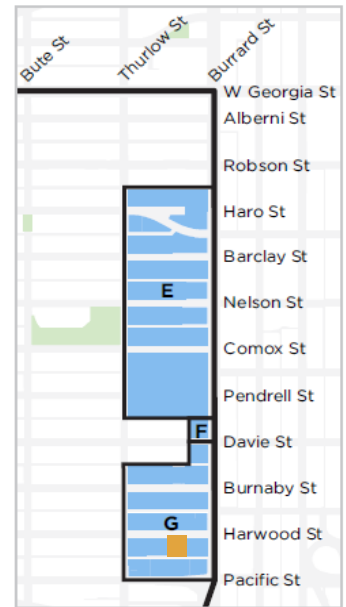 Bute St
Thurlow St
Burrard St
W Georgia St
Alberni St
Robson St
Haro St
Barclay St
E
Nelson St
Comox St
Pendrell St
F
Davie St
Burnaby St
G
Harwood St
Pacific St